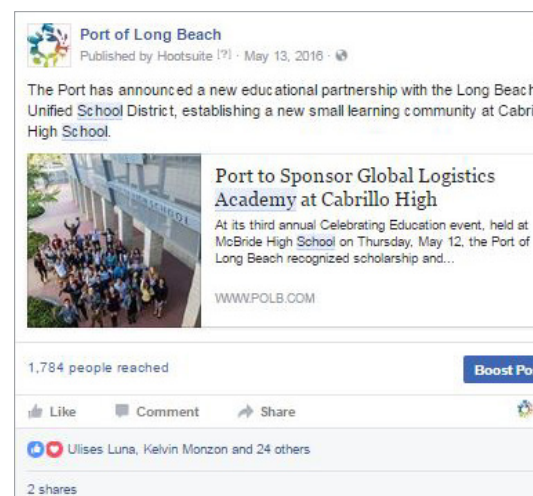 Port of Long Beach
Published by Hootsuite [?] · May 13, 2016 ·
The Port has announced a new educational partnership with the Long Beach
Unified School District, establishing a new small learning community at Cabri
High School.
Port to Sponsor Global Logistics
Academy at Cabrillo High
At its third annual Celebrating Education event, held at
McBride High School on Thursday, May 12, the Port of
Long Beach recognized scholarship and...
WWW.POLB.COM
1,784 people reached
Boost Po
Like Comment Share
Ulises Luna, Kelvin Monzon and 24 others
2 shares